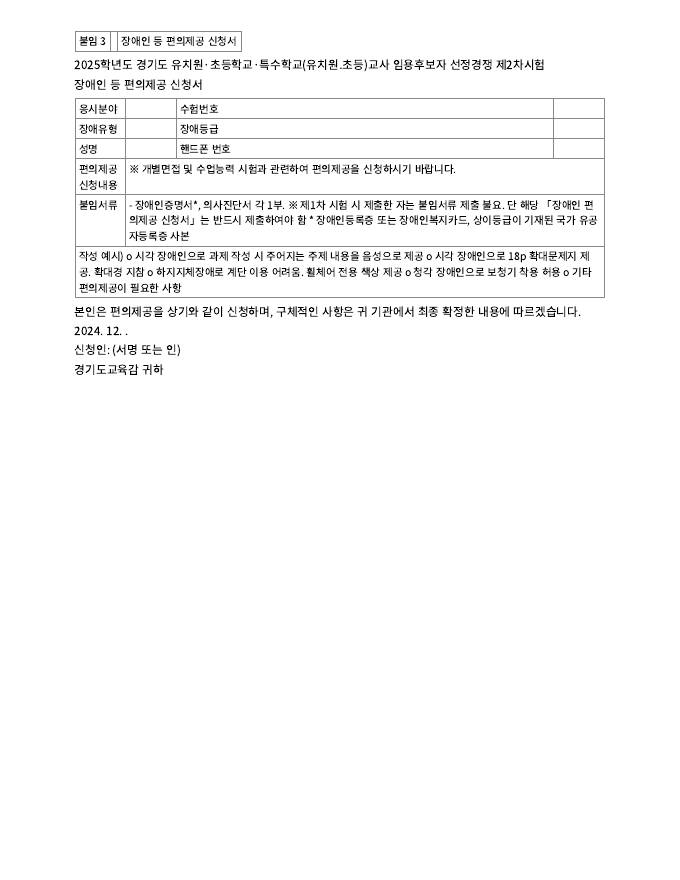 붙임 3 장애인 등 편의제공 신청서
2025학년도 경기도 유치원·초등학교·특수학교(유치원.초등)교사 임용후보자 선정경쟁 제2차시험
장애인 등 편의제공 신청서
응시분야 수험번호
장애유형 장애등급
성명 핸드폰 번호
편의제공
신청내용
※ 개별면접 및 수업능력 시험과 관련하여 편의제공을 신청하시기 바랍니다.
붙임서류
- 장애인증명서*, 의사진단서 각 1부. ※ 제1차 시험 시 제출한 자는 붙임서류 제출 불요. 단 해당 「장애인 편
의제공 신청서」는 반드시 제출하여야 함 * 장애인등록증 또는 장애인복지카드, 상이등급이 기재된 국가 유공
자등록증 사본
작성 예시) o 시각 장애인으로 과제 작성 시 주어지는 주제 내용을 음성으로 제공 o 시각 장애인으로 18p 확대문제지 제
공. 확대경 지참 o 하지지체장애로 계단 이용 어려움. 휠체어 전용 책상 제공 o 청각 장애인으로 보청기 착용 허용 o 기타
편의제공이 필요한 사항
본인은 편의제공을 상기와 같이 신청하며, 구체적인 사항은 귀 기관에서 최종 확정한 내용에 따르겠습니다.
2024. 12. .
신청인: (서명 또는 인)
경기도교육감 귀하